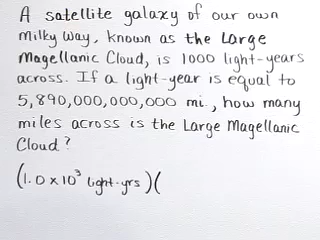 A satellite galaxy of our own
Milky Way, known as the Large
Magellanic Cloud, is 1000 light-years
across. If a light-year is equal to
5,890,000,000,000 mi., how many
miles across is the Large Magellanic
Cloud?
(1.0 x 10³ light-yrs)(